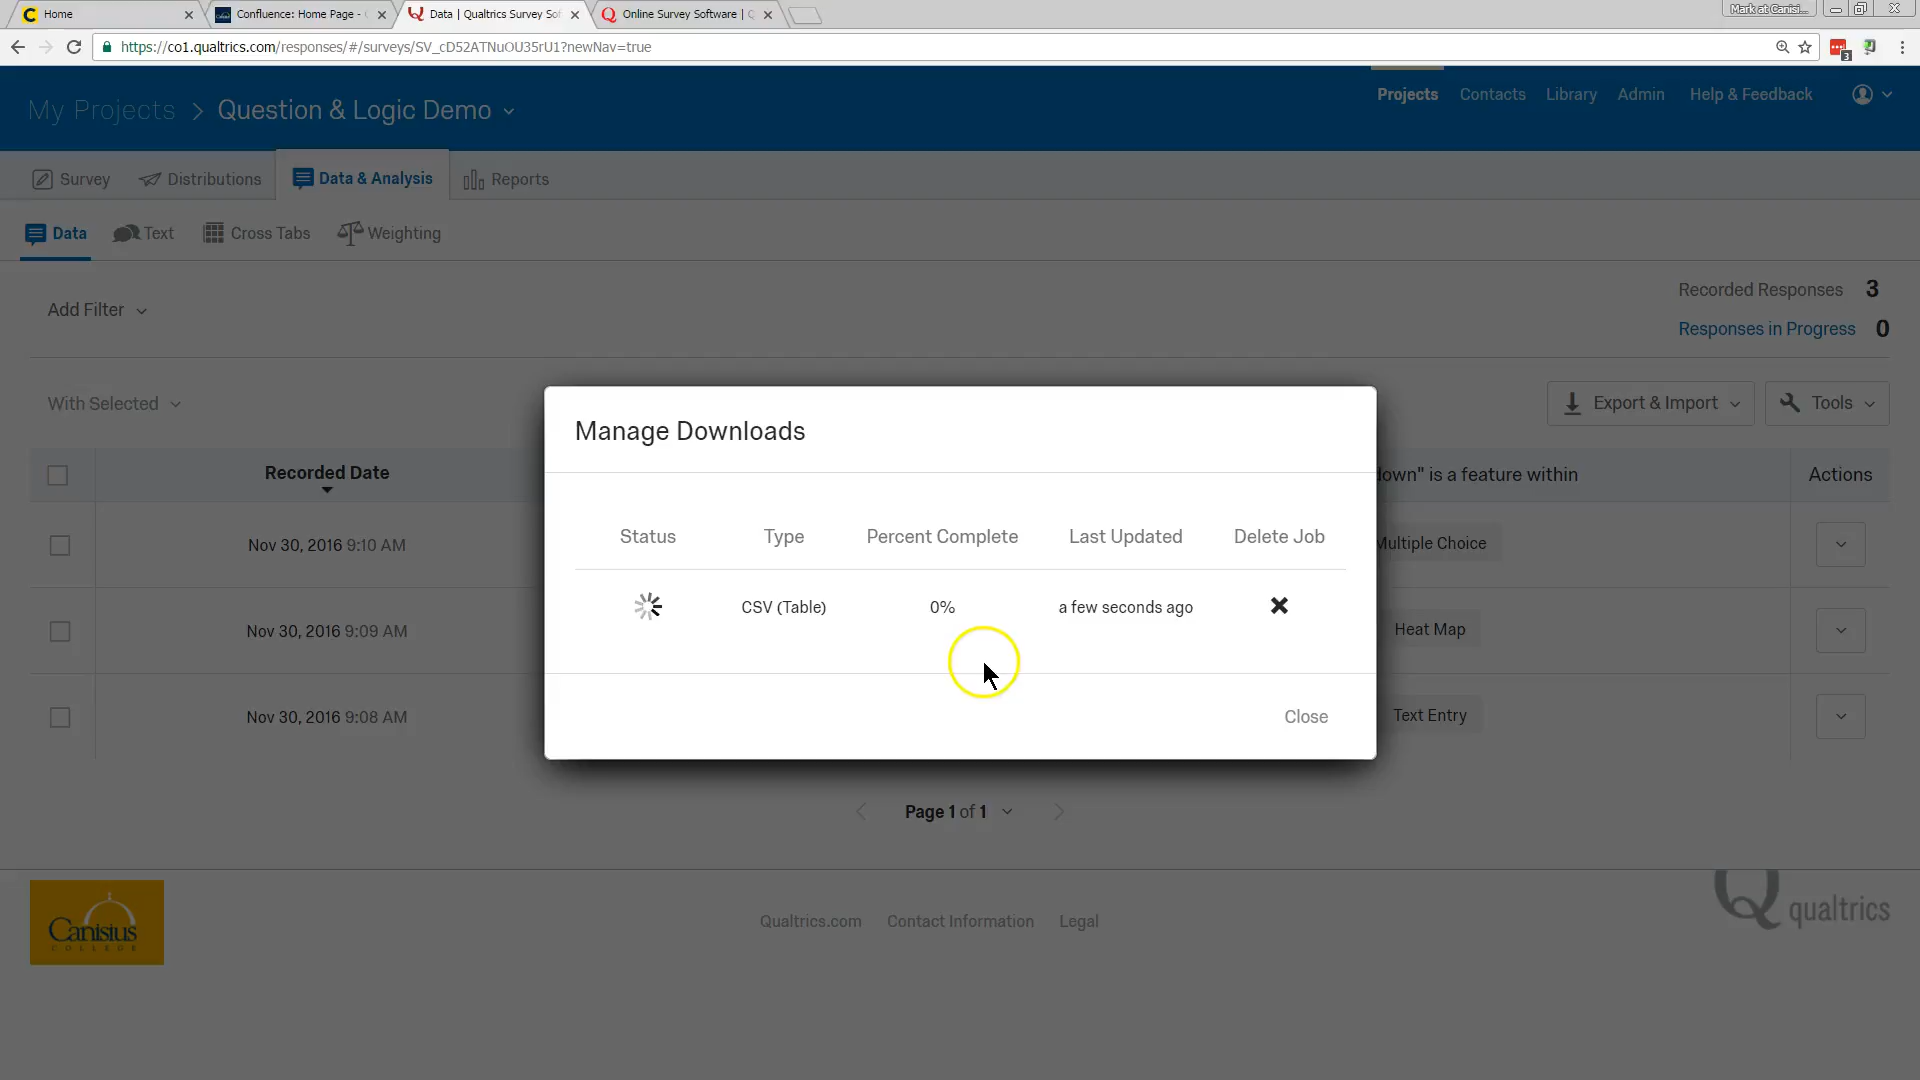 Home
Confluence: Home Page -
Data | Qualtrics Survey Sof
Online Survey Software |
Mark at Canisi...
https://co1.qualtrics.com/responses/#/surveys/SV_cD52ATNuOU35rU1?newNav=true
3
My Projects > Question & Logic Demo
Projects
Contacts
Library
Admin
Help & Feedback
Survey
Distributions
Data & Analysis
Reports
Data
Text
Cross Tabs
Weighting
Add Filter
Recorded Responses 3
Responses in Progress 0
With Selected
Export & Import
Tools
Manage Downloads
Recorded Date
down" is a feature within
Actions
Status
Type
Percent Complete
Last Updated
Delete Job
Nov 30, 2016 9:10 AM
Multiple Choice
CSV (Table)
0%
a few seconds ago
Nov 30, 2016 9:09 AM
Heat Map
Nov 30, 2016 9:08 AM
Text Entry
Close
Page 1 of 1
Canisius
COLLEGE
Qualtrics.com
Contact Information
Legal
qualtrics